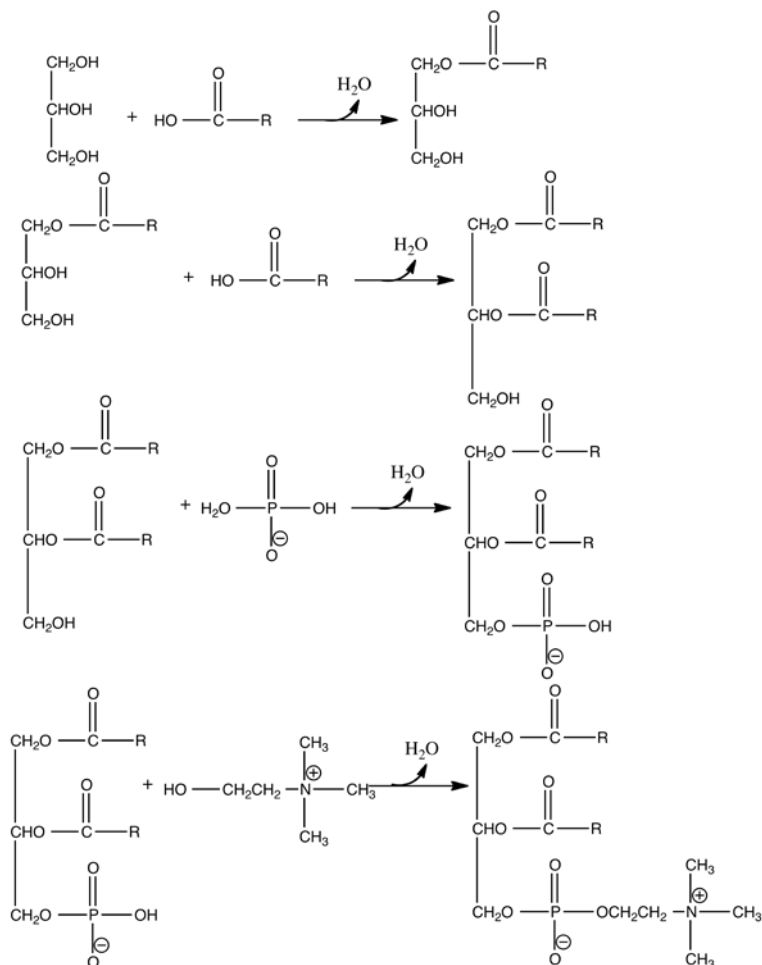 O
CH₂OH CH₂O C R
O H₂O
CHOH + HO C R CHOH
CH₂OH CH₂OH
O O
CH₂O C R CH₂O C R
O H₂O
CHOH + HO C R O
CH₂OH CHO C R
CH₂OH
O O
CH₂O C R CH₂O C R
O O H₂O O
CHO C R + H₂O P OH CHO C R
⊖ O
O
CH₂OH CH₂O P OH
⊖
O
O O
CH₂O C R CH₃ H₂O CH₂O C R
O + HO CH₂CH₂ N ⊕ CH₃ O
CHO C R CH₃ CHO C R
O O CH₃
CH₂O P OH CH₂O P OCH₂CH₂ N ⊕ CH₃
⊖ ⊖
O O CH₃